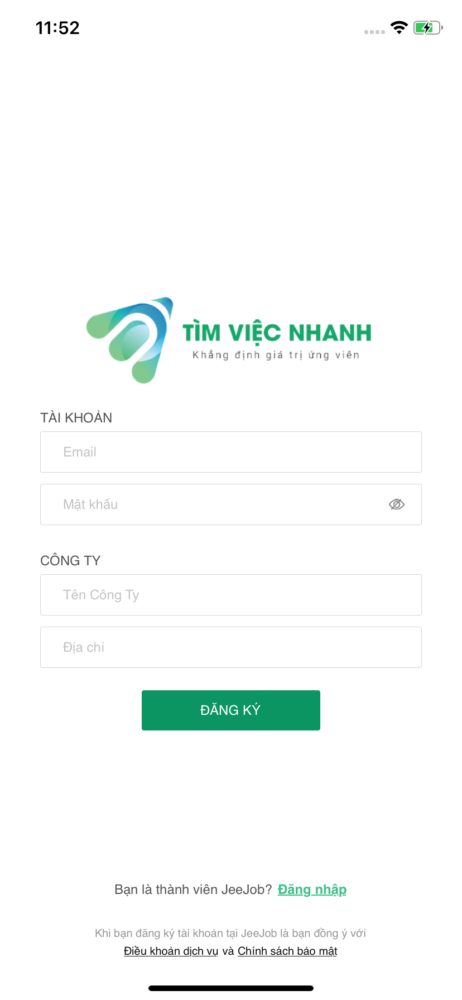 11:52
TÌM VIỆC NHANH
Khẳng định giá trị ứng viên
TÀI KHOẢN
Email
Mật khẩu
CÔNG TY
Tên Công Ty
Địa chỉ
ĐĂNG KÝ
Bạn là thành viên JeeJob? Đăng nhập
Khi bạn đăng ký tài khoản tại JeeJob là bạn đồng ý với
Điều khoản dịch vụ và Chính sách bảo mật